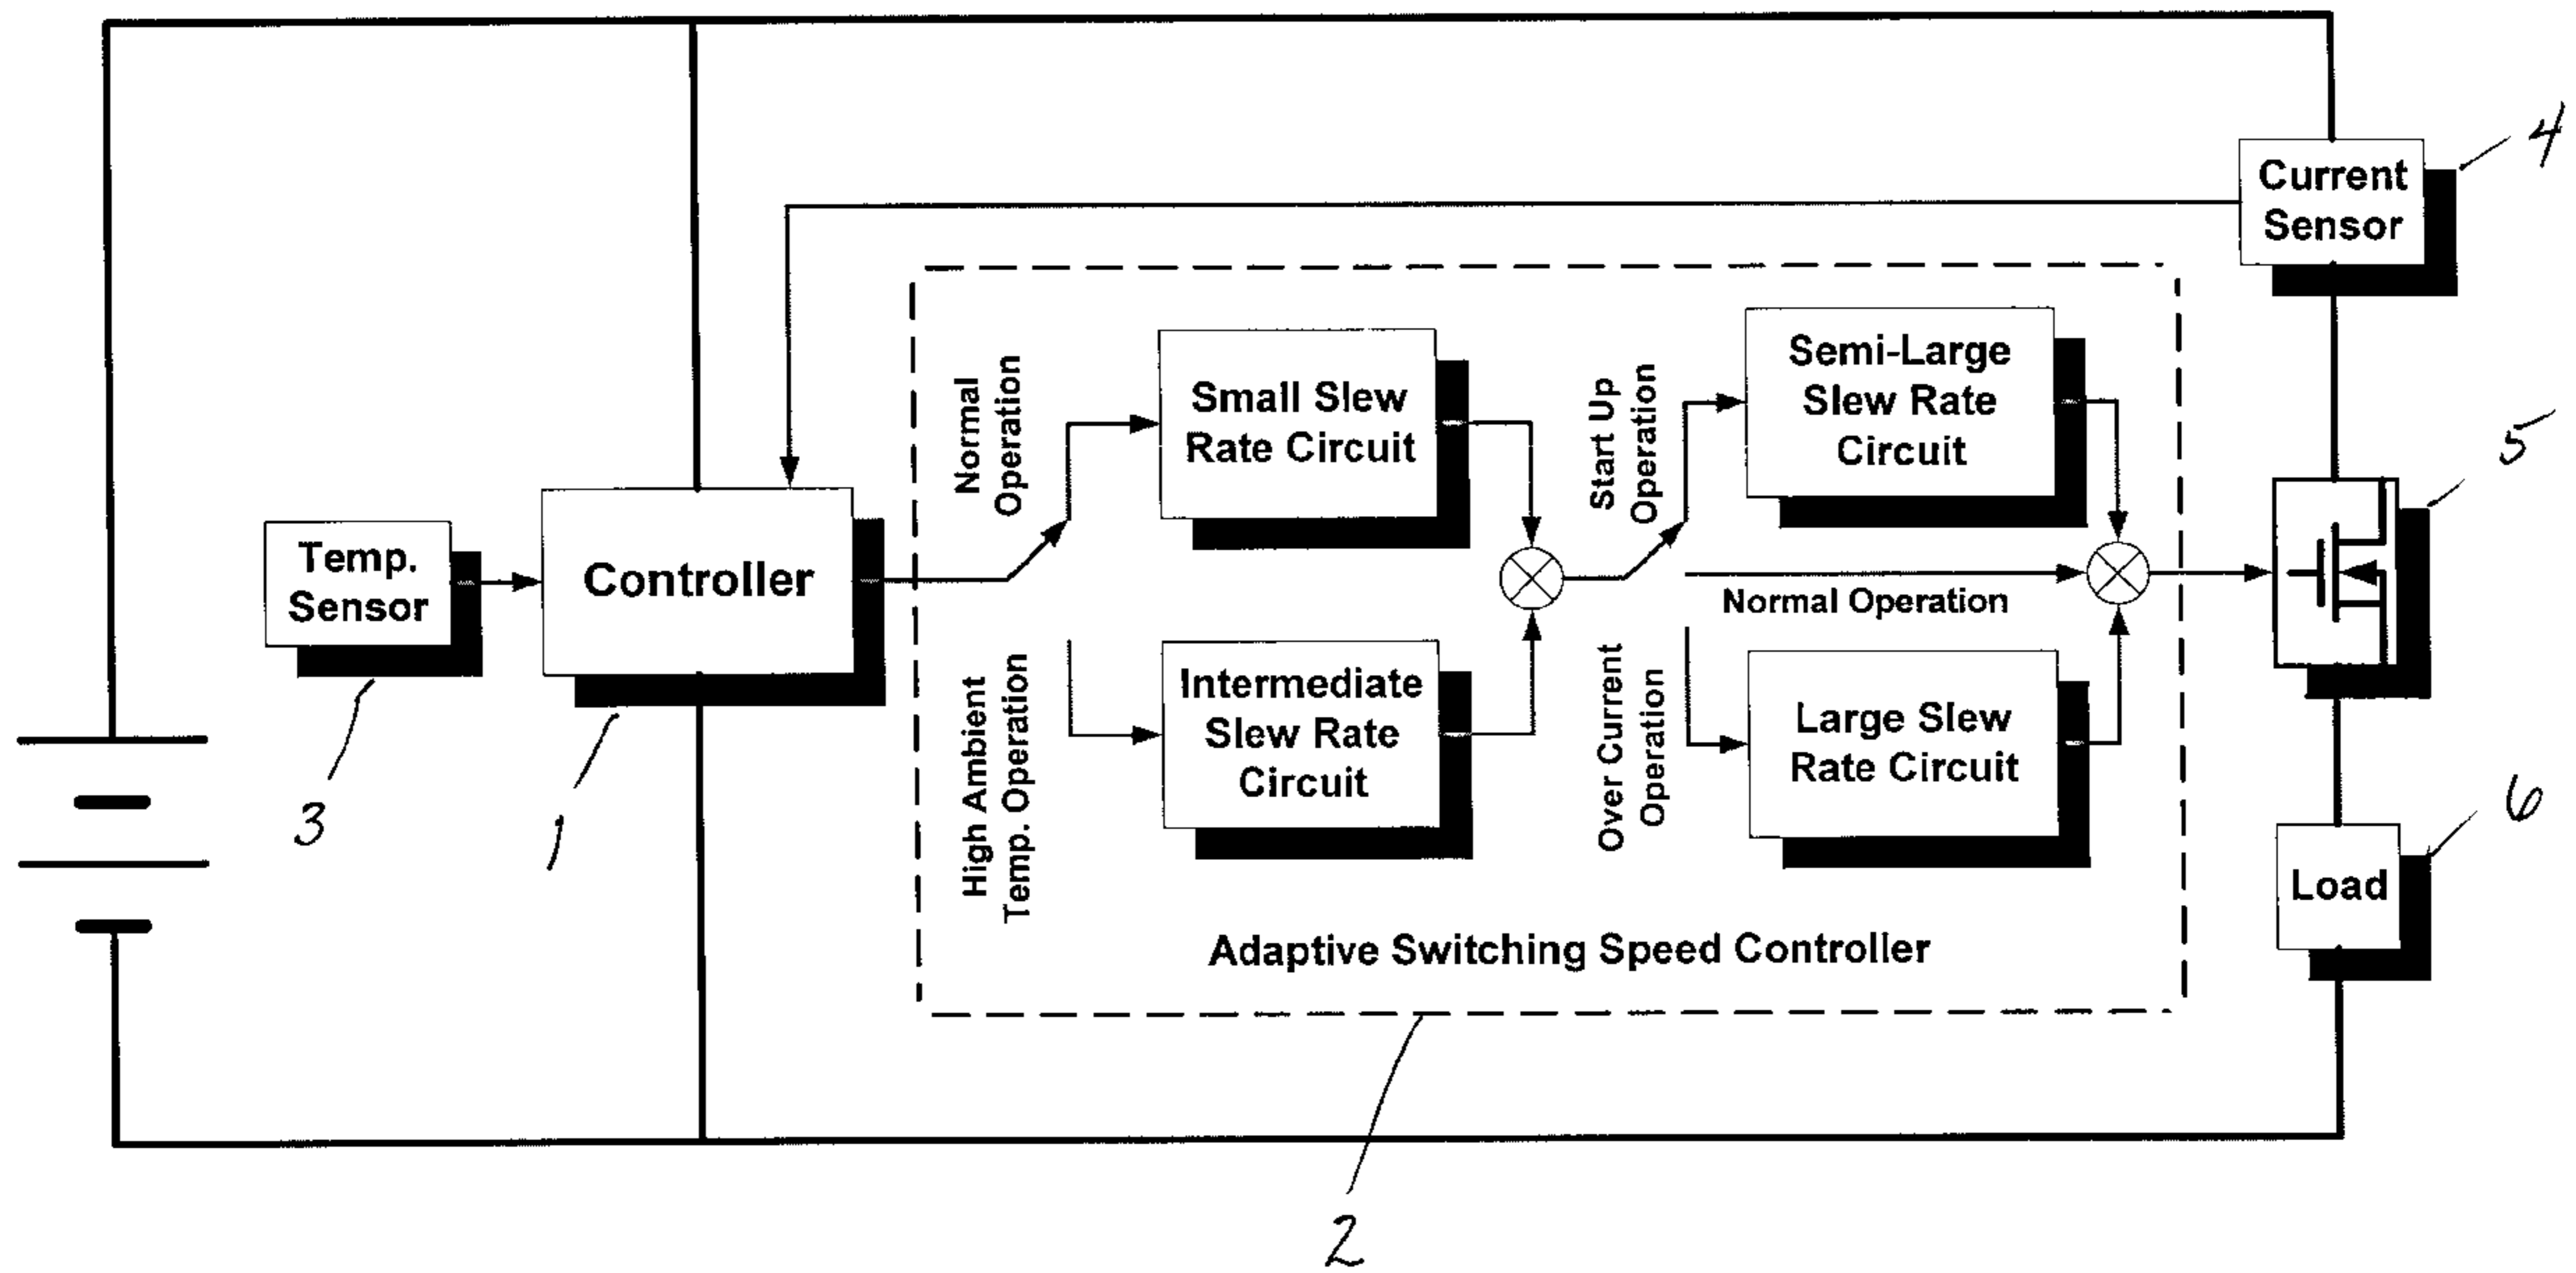 Current
Sensor
4
Temp.
Sensor
3
Controller
1
Normal
Operation
High Ambient
Temp. Operation
Small Slew
Rate Circuit
Intermediate
Slew Rate
Circuit
Start Up
Operation
Normal Operation
Over Current
Operation
Semi-Large
Slew Rate
Circuit
Large Slew
Rate Circuit
Adaptive Switching Speed Controller
2
5
Load
6